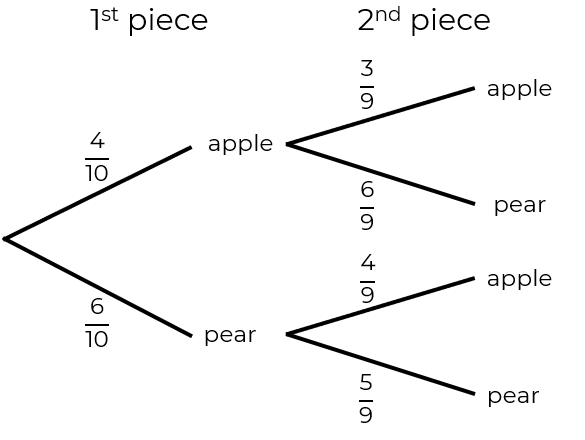 1st piece 2nd piece
3/9 apple
4/10 apple
6/9 pear
4/9 apple
6/10 pear
5/9 pear